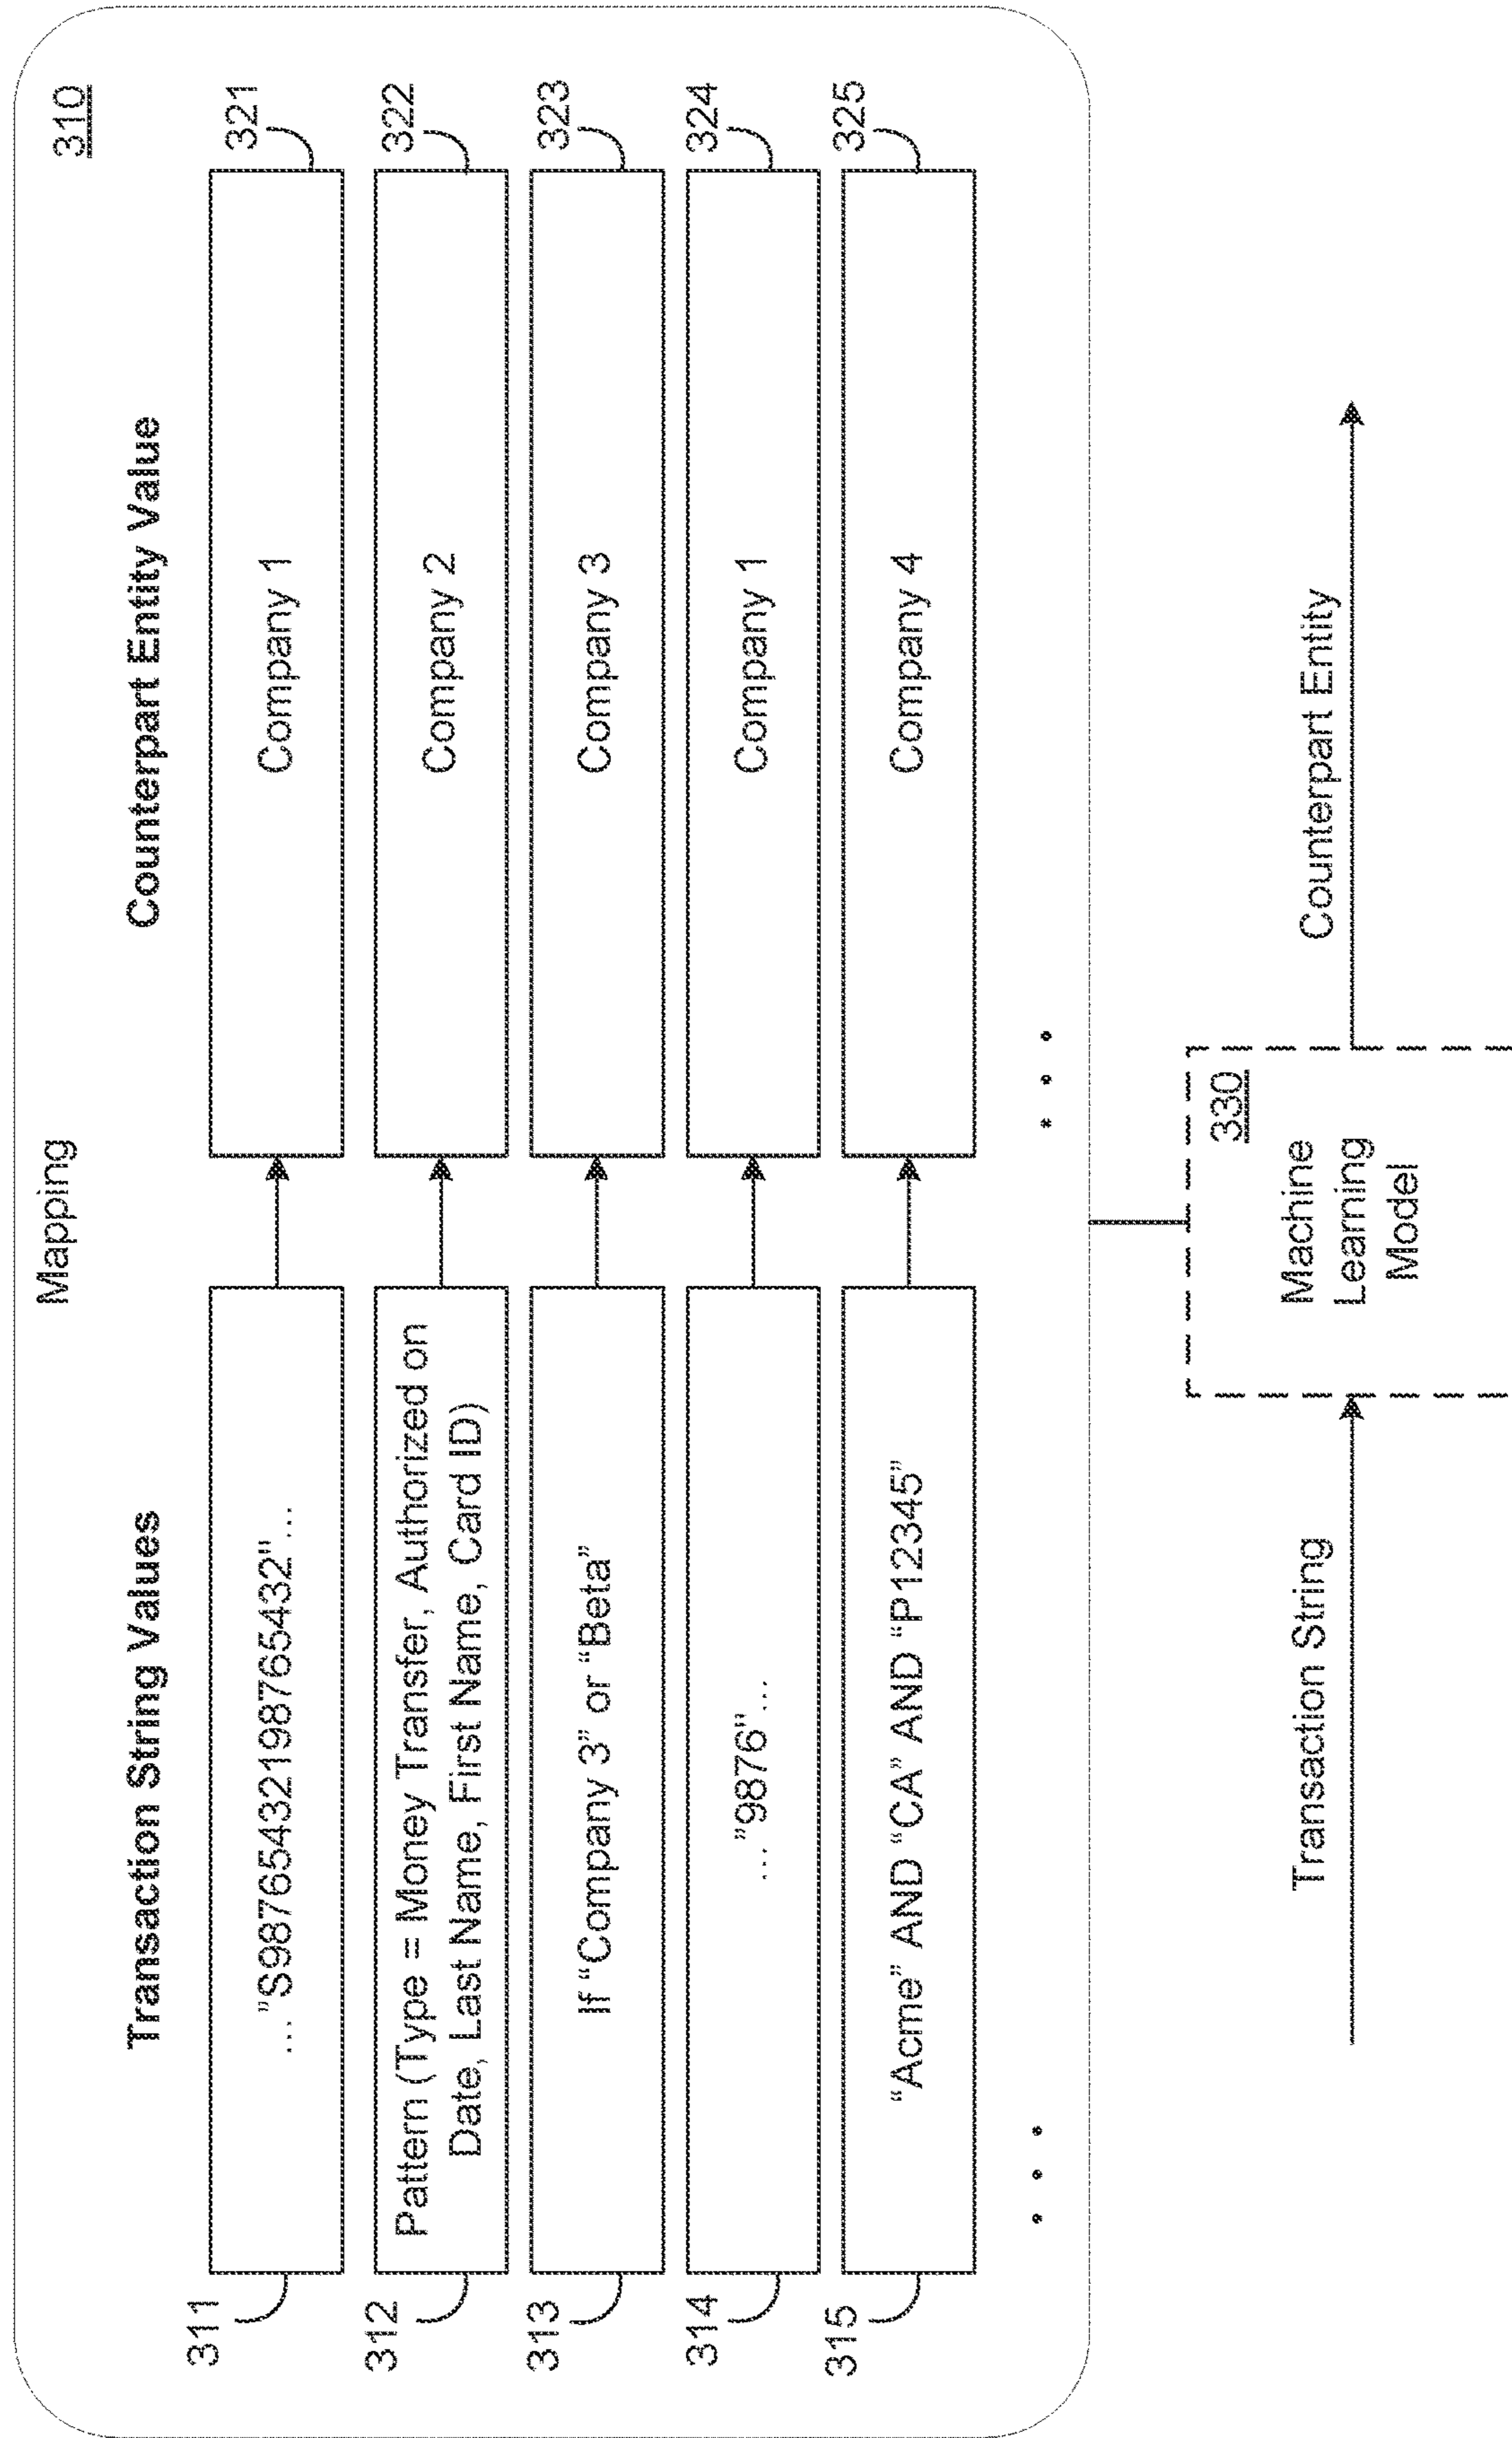 Mapping
310
Transaction String Values
Counterpart Entity Value
311
…”S98765432198765432"…
Company 1
321
312
Pattern (Type = Money Transfer, Authorized on
Date, Last Name, First Name, Card ID)
Company 2
322
313
If “Company 3” or “Beta”
Company 3
323
314
…”9876"…
Company 1
324
315
“Acme” AND “CA” AND “P12345”
Company 4
325
• • •
• • •
Transaction String
330
Machine
Learning
Model
Counterpart Entity